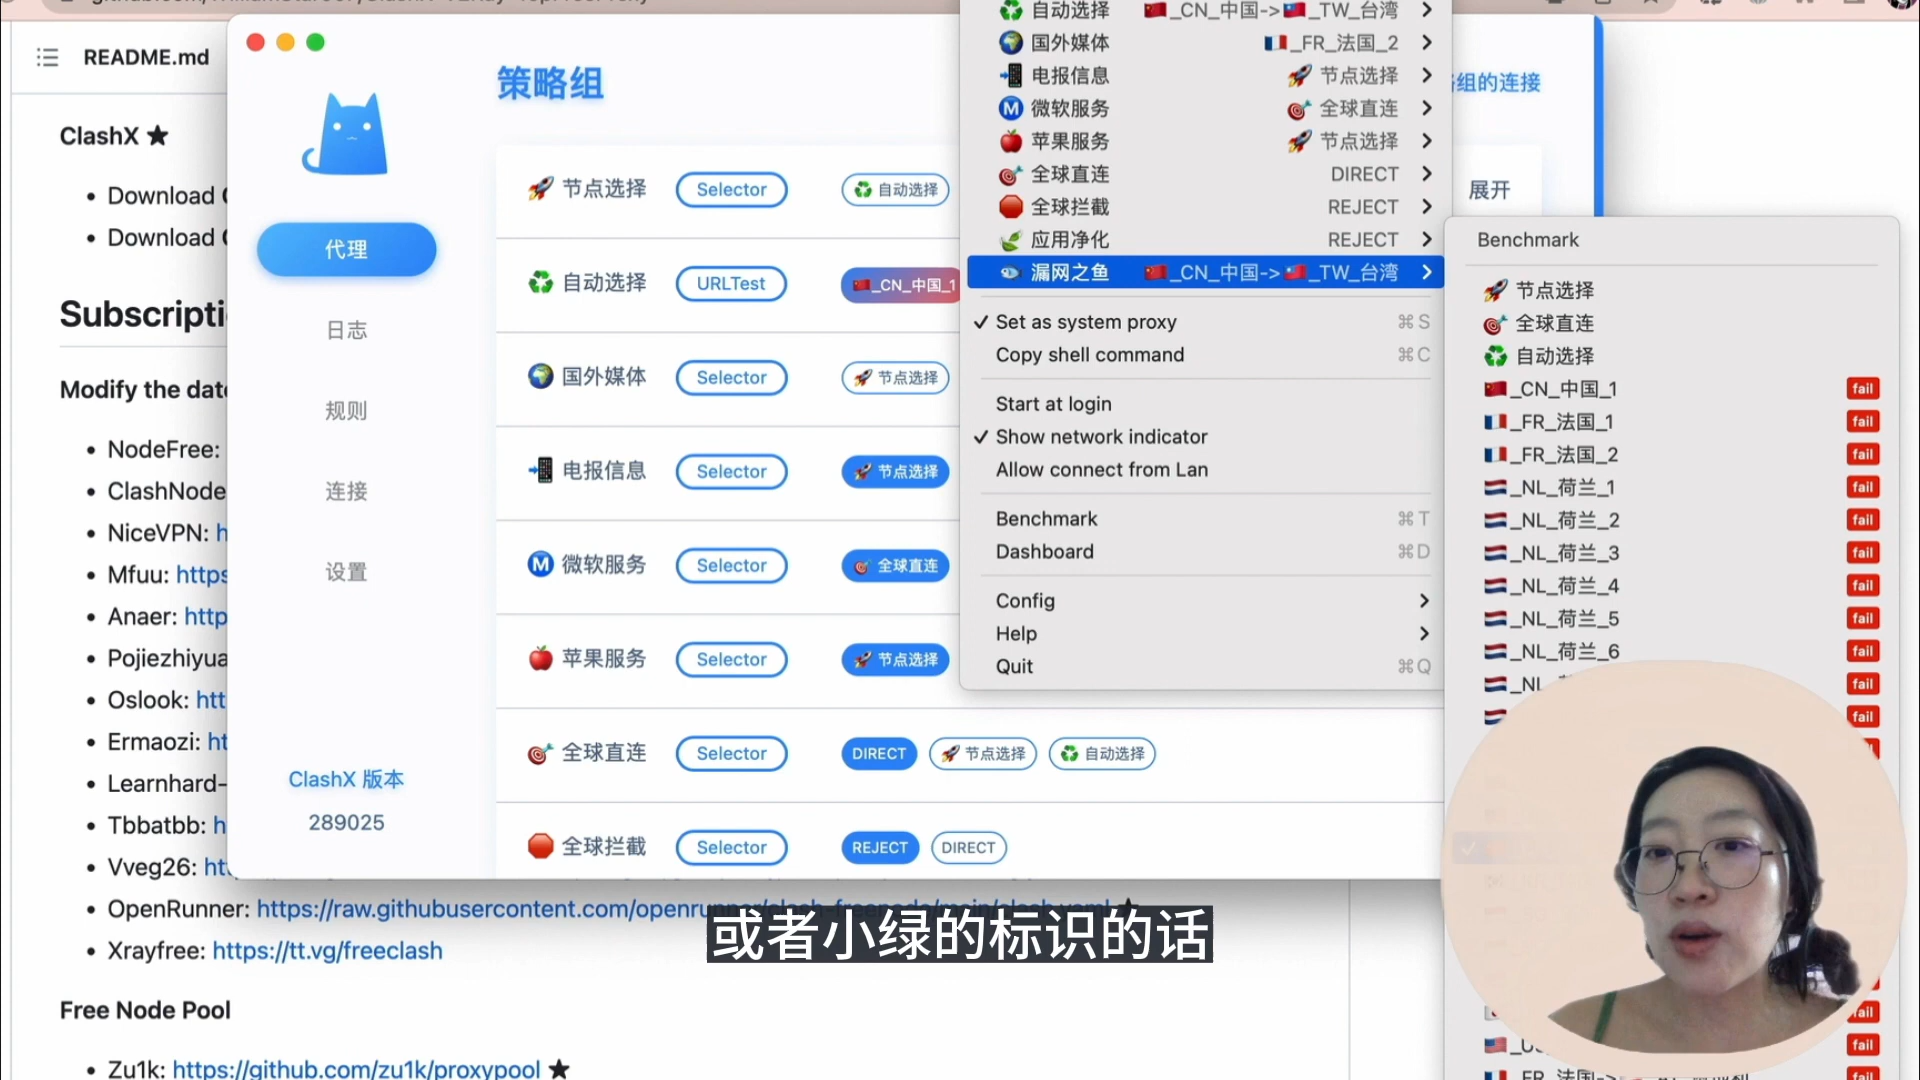 README.md
ClashX ★
• Download
• Download
Modify the
• NodeFree:
• ClashNode
• NiceVPN:
• Mfuu: https
• Anaer: http
• Pojiezhiyua
• Oslook:
• Ermaozi:
• Learnhard-
• Tbbatbb:
• Vveg26:
• OpenRunner: https://raw.githubusercontent.com/
• Xrayfree: https://tt.vg/freeclash
Free Node Pool
• Zu1k: https://github.com/zu1k/proxypool ★
代理
日志
规则
连接
设置
ClashX 版本
289025
策略组
节点选择 Selector 自动选择
自动选择 URLTest _CN_中国_1
国外媒体 Selector 节点选择
电报信息 Selector 节点选择
微软服务 Selector 全球直连
苹果服务 Selector 节点选择
全球直连 Selector DIRECT 节点选择 自动选择
全球拦截 Selector REJECT DIRECT
组的连接
展开
自动选择 _CN_中国->_TW_台湾
国外媒体 _FR_法国_2
电报信息 节点选择
微软服务 全球直连
苹果服务 节点选择
全球直连 DIRECT
全球拦截 REJECT
应用净化 REJECT
漏网之鱼 _CN_中国->_TW_台湾
✓ Set as system proxy ⌘S
Copy shell command ⌘C
Start at login
✓ Show network indicator
Allow connect from Lan
Benchmark ⌘T
Dashboard ⌘D
Config
Help
Quit ⌘Q
Benchmark
节点选择
全球直连
自动选择
_CN_中国_1 fail
_FR_法国_1 fail
_FR_法国_2 fail
_NL_荷兰_1 fail
_NL_荷兰_2 fail
_NL_荷兰_3 fail
_NL_荷兰_4 fail
_NL_荷兰_5 fail
_NL_荷兰_6 fail
_NL_ fail
fail
fail
fail
或者小绿的标识的话